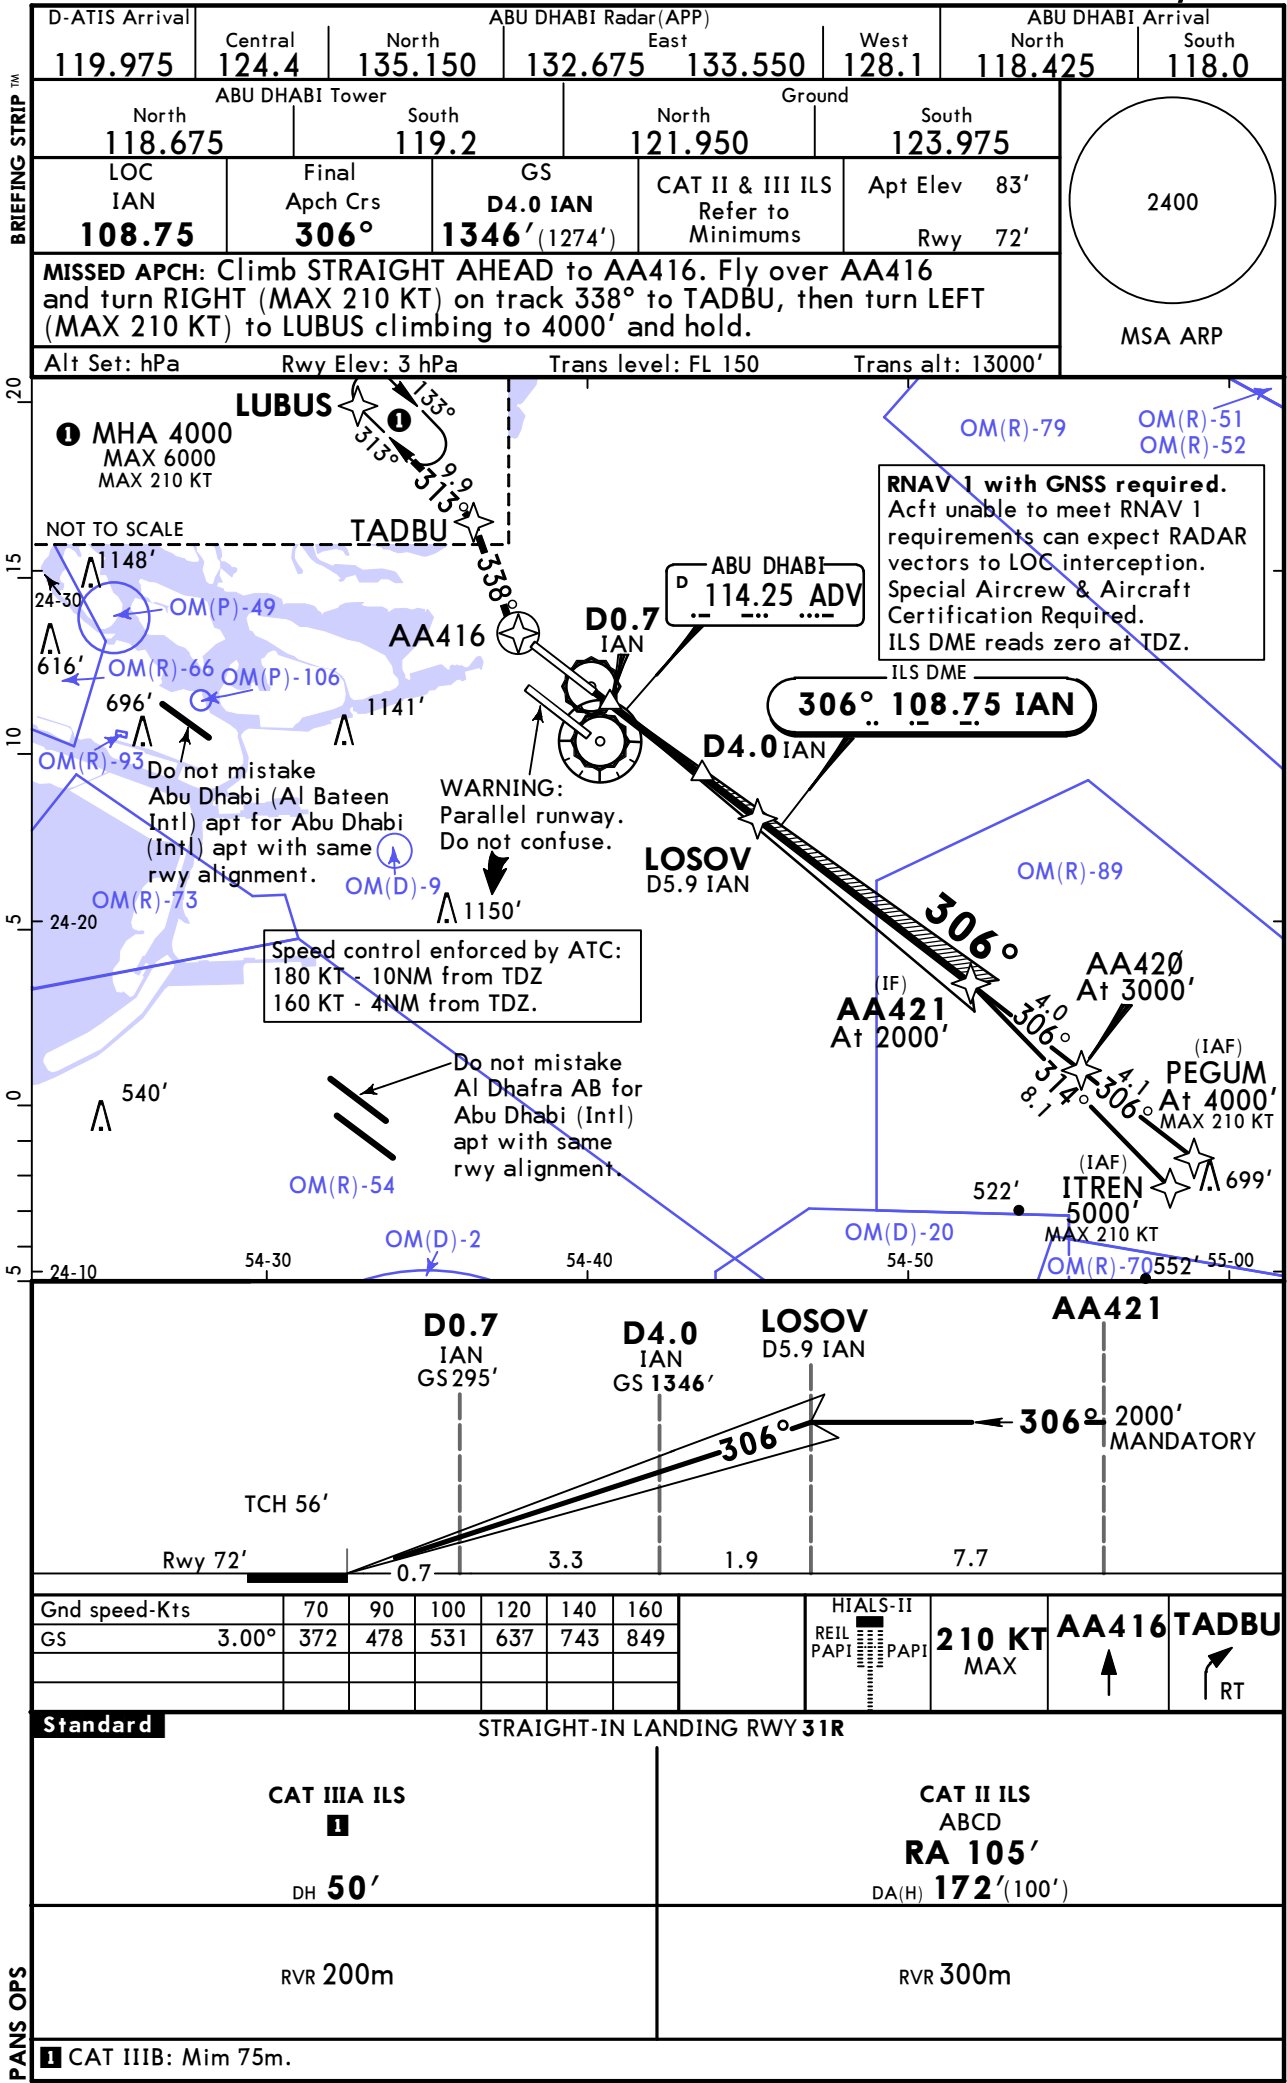 D-ATIS Arrival
119.975
ABU DHABI Radar(APP)
Central
124.4
North
135.150
East
132.675 133.550
West
128.1
ABU DHABI Arrival
North
118.425
South
118.0
BRIEFING STRIP ™
ABU DHABI Tower
North
118.675
South
119.2
Ground
North
121.950
South
123.975
LOC
IAN
108.75
Final
Apch Crs
306°
GS
D4.0 IAN
1346′(1274′)
CAT II & III ILS
Refer to
Minimums
Apt Elev 83′
Rwy 72′
2400
MSA ARP
MISSED APCH: Climb STRAIGHT AHEAD to AA416. Fly over AA416
and turn RIGHT (MAX 210 KT) on track 338° to TADBU, then turn LEFT
(MAX 210 KT) to LUBUS climbing to 4000′ and hold.
Alt Set: hPa Rwy Elev: 3 hPa Trans level: FL 150 Trans alt: 13000′
20
15
10
5
0
5
LUBUS
133°
1
313°
1 MHA 4000
MAX 6000
MAX 210 KT
9.9
313°
NOT TO SCALE
TADBU
338°
OM(R)-79
OM(R)-51
OM(R)-52
RNAV 1 with GNSS required.
Acft unable to meet RNAV 1
requirements can expect RADAR
vectors to LOC interception.
Special Aircrew & Aircraft
Certification Required.
ILS DME reads zero at TDZ.
1148′
24-30
OM(P)-49
616′
OM(R)-66
OM(P)-106
696′
1141′
OM(R)-93
AA416
D0.7
IAN
ABU DHABI
D 114.25 ADV
ILS DME
306° 108.75 IAN
D4.0 IAN
Do not mistake
Abu Dhabi (Al Bateen
Intl) apt for Abu Dhabi
(Intl) apt with same
rwy alignment.
WARNING:
Parallel runway.
Do not confuse.
OM(D)-9
OM(R)-73
1150′
24-20
LOSOV
D5.9 IAN
OM(R)-89
306°
Speed control enforced by ATC:
180 KT - 10NM from TDZ
160 KT - 4NM from TDZ.
(IF)
AA421
At 2000′
AA42Ø
At 3000′
4.0
306°
(IAF)
PEGUM
At 4000′
MAX 210 KT
4.1
306°
314°
8.1
Do not mistake
Al Dhafra AB for
Abu Dhabi (Intl)
apt with same
rwy alignment.
540′
OM(R)-54
OM(D)-2
(IAF)
ITREN
5000′
MAX 210 KT
699′
522′
OM(D)-20
OM(R)-70
552′
24-10
54-30
54-40
54-50
55-00
D0.7
IAN
GS 295′
D4.0
IAN
GS 1346′
LOSOV
D5.9 IAN
AA421
306°
306°
2000′
MANDATORY
TCH 56′
Rwy 72′
0.7
3.3
1.9
7.7
Gnd speed-Kts 70 90 100 120 140 160
GS 3.00° 372 478 531 637 743 849
HIALS-II
REIL
PAPI
PAPI
210 KT
MAX
AA416
TADBU
RT
Standard
STRAIGHT-IN LANDING RWY 31R
CAT IIIA ILS
1
DH 50′
CAT II ILS
ABCD
RA 105′
DA(H) 172′(100′)
RVR 200m
RVR 300m
PANS OPS
1 CAT IIIB: Mim 75m.